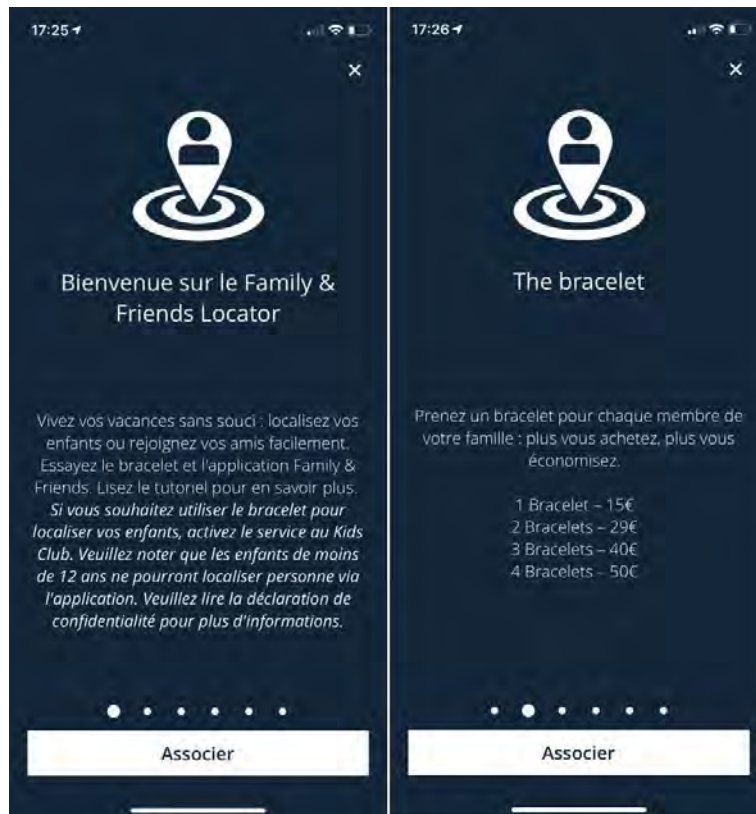 17:25
Bienvenue sur le Family &
Friends Locator
Vivez vos vacances sans souci : localisez vos
enfants ou rejoignez vos amis facilement.
Essayez le bracelet et l'application Family &
Friends. Lisez le tutoriel pour en savoir plus.
Si vous souhaitez utiliser le bracelet pour
localiser vos enfants, activez le service au Kids
Club. Veuillez noter que les enfants de moins
de 12 ans ne pourront localiser personne via
l'application. Veuillez lire la déclaration de
confidentialité pour plus d'informations.
Associer
17:26
The bracelet
Prenez un bracelet pour chaque membre de
votre famille : plus vous achetez, plus vous
économisez.
1 Bracelet – 15€
2 Bracelets – 29€
3 Bracelets – 40€
4 Bracelets – 50€
Associer